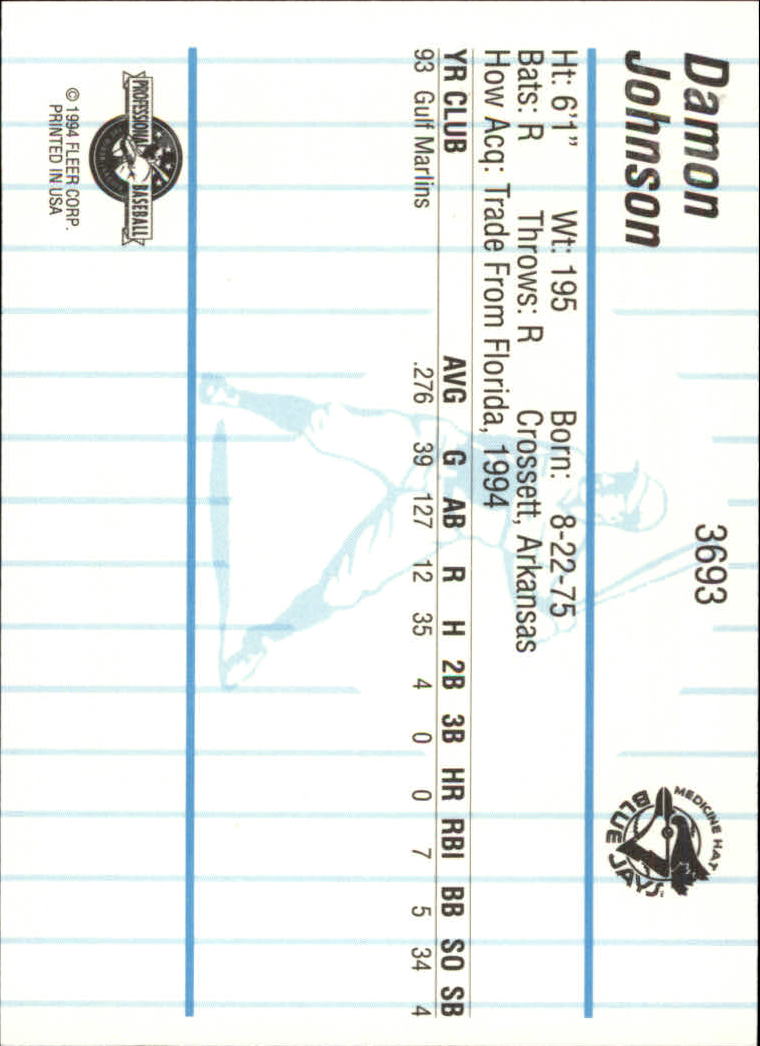 Damon
Johnson
3693
MEDICINE HAT
BLUE JAYS
Ht: 6'1" Wt: 195 Born: 8-22-75
Bats: R Throws: R Crossett, Arkansas
How Acq: Trade From Florida, 1994
YR CLUB AVG G AB R H 2B 3B HR RBI BB SO SB
93 Gulf Marlins .276 39 127 12 35 4 0 0 7 5 34 4
PROFESSIONAL BASEBALL
© 1994 FLEER CORP.
PRINTED IN USA